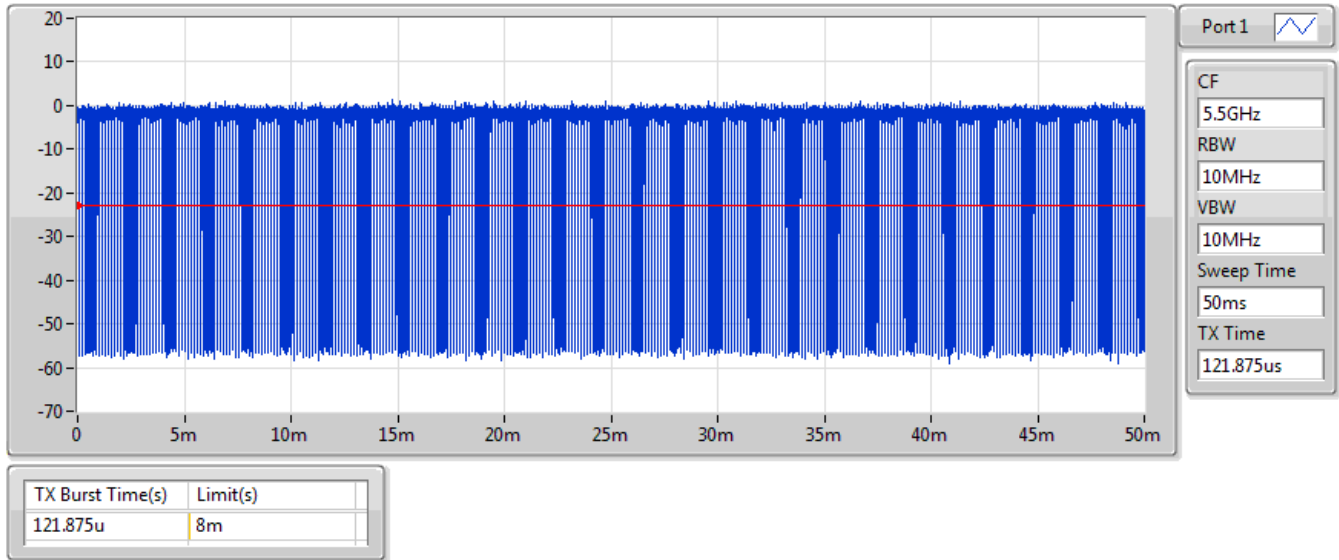 20
10
0
-10
-20
-30
-40
-50
-60
-70
0 5m 10m 15m 20m 25m 30m 35m 40m 45m 50m
Port 1
CF
5.5GHz
RBW
10MHz
VBW
10MHz
Sweep Time
50ms
TX Time
121.875us
TX Burst Time(s) Limit(s)
121.875u 8m